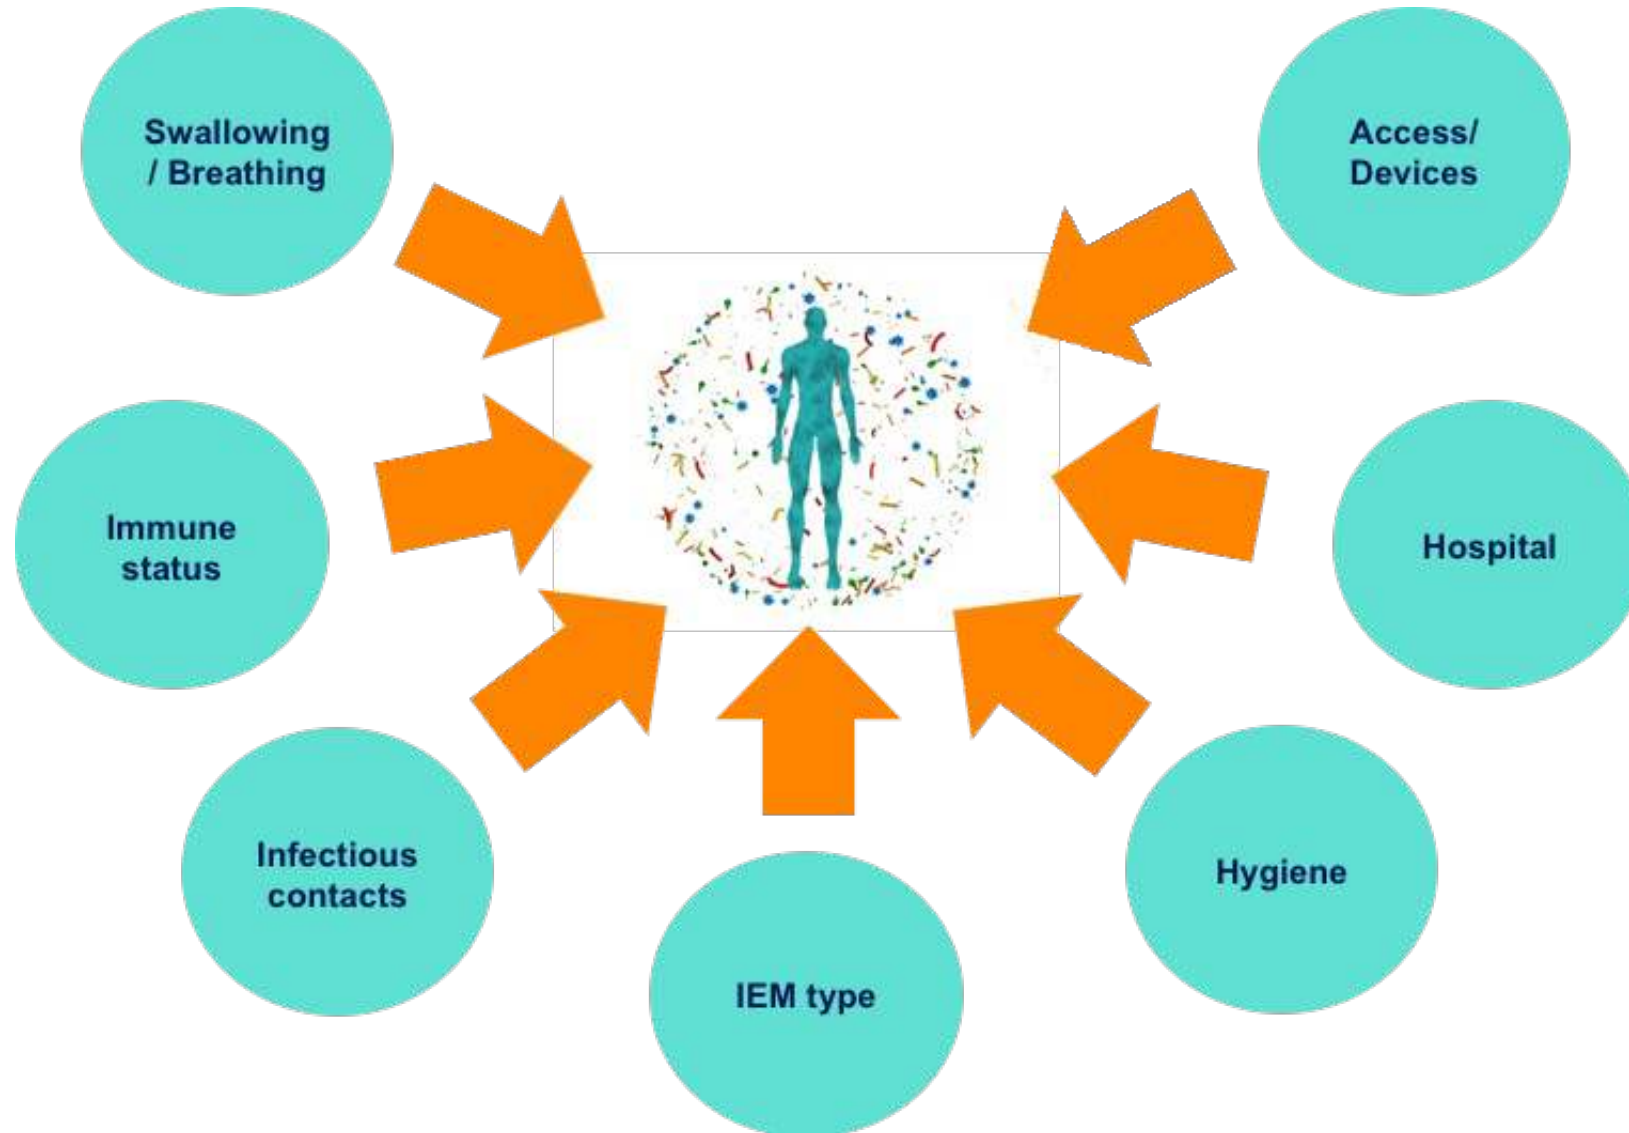 Swallowing
/ Breathing
Access/
Devices
Immune
status
Hospital
Infectious
contacts
Hygiene
IEM type